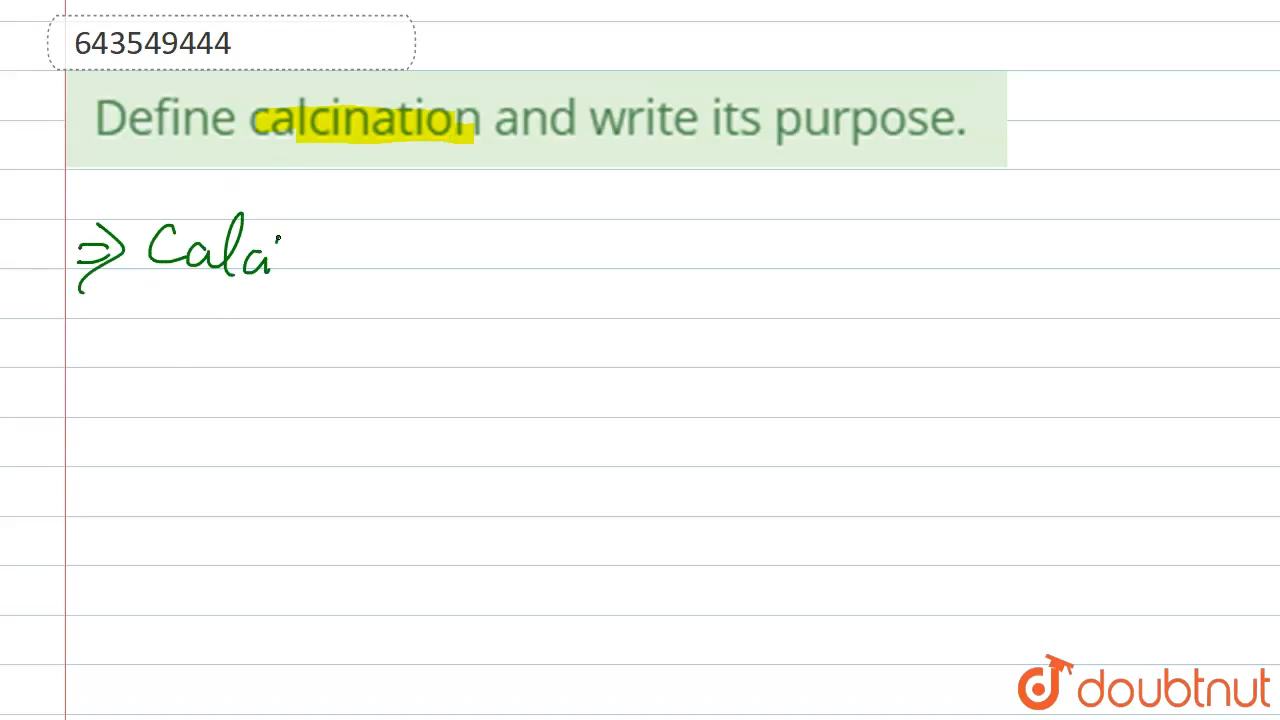 643549444
Define calcination and write its purpose.
⇒ Calci
doubtnut